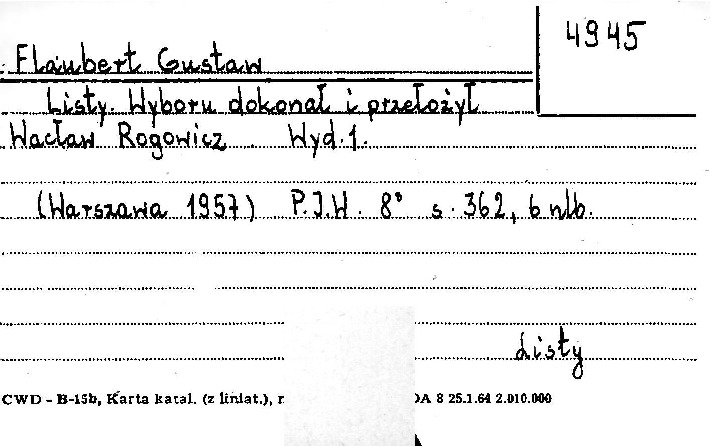 4945
Flaubert Gustaw
Listy. Wyboru dokonał i przełożył
Wacław Rogowicz Wyd. 1.
(Warszawa 1957) P.I.W. 8° s. 362, 6 nlb.
Listy
CWD - B-15b, Karta katal. (z liniat.), DA 8 25.1.64 2.010.000